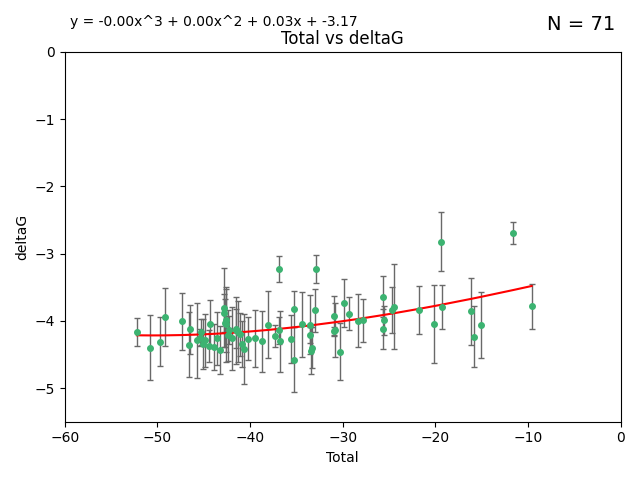 y = -0.00x^3 + 0.00x^2 + 0.03x + -3.17
N = 71
Total vs deltaG
0
−1
−2
−3
−4
−5
deltaG
−60 −50 −40 −30 −20 −10 0
Total